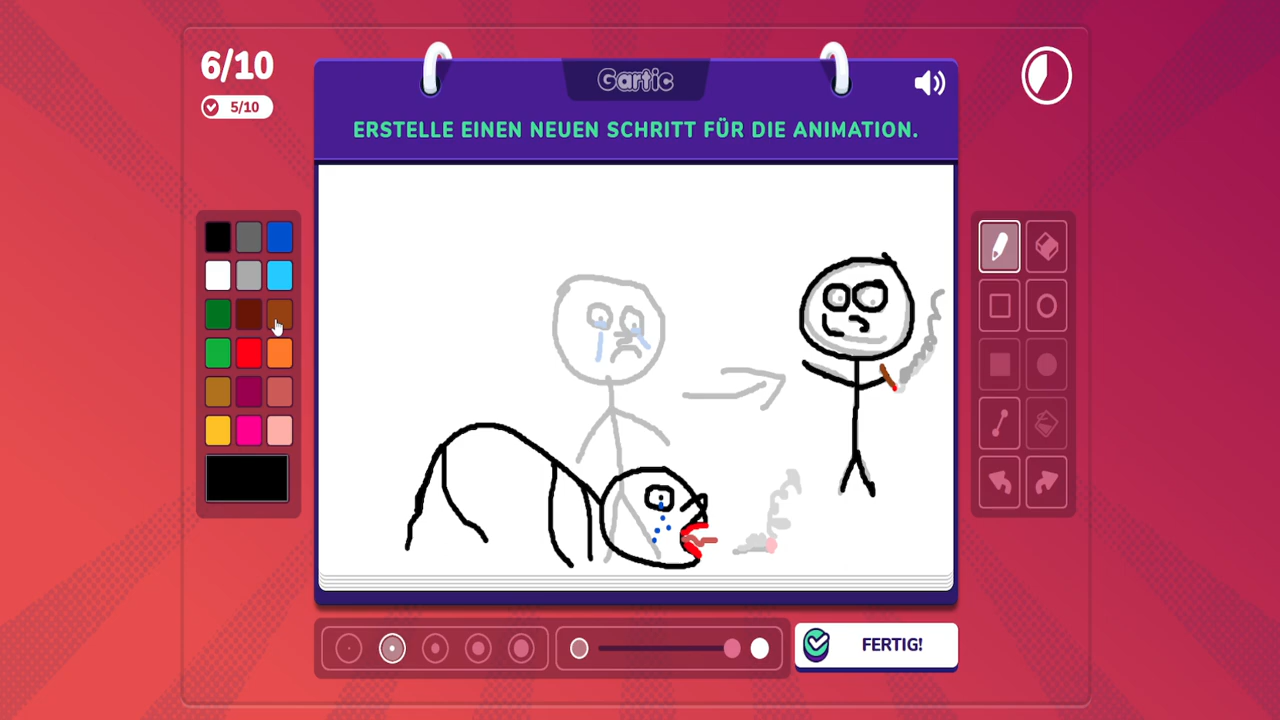 6/10
5/10
Gartic
ERSTELLE EINEN NEUEN SCHRITT FÜR DIE ANIMATION.
FERTIG!